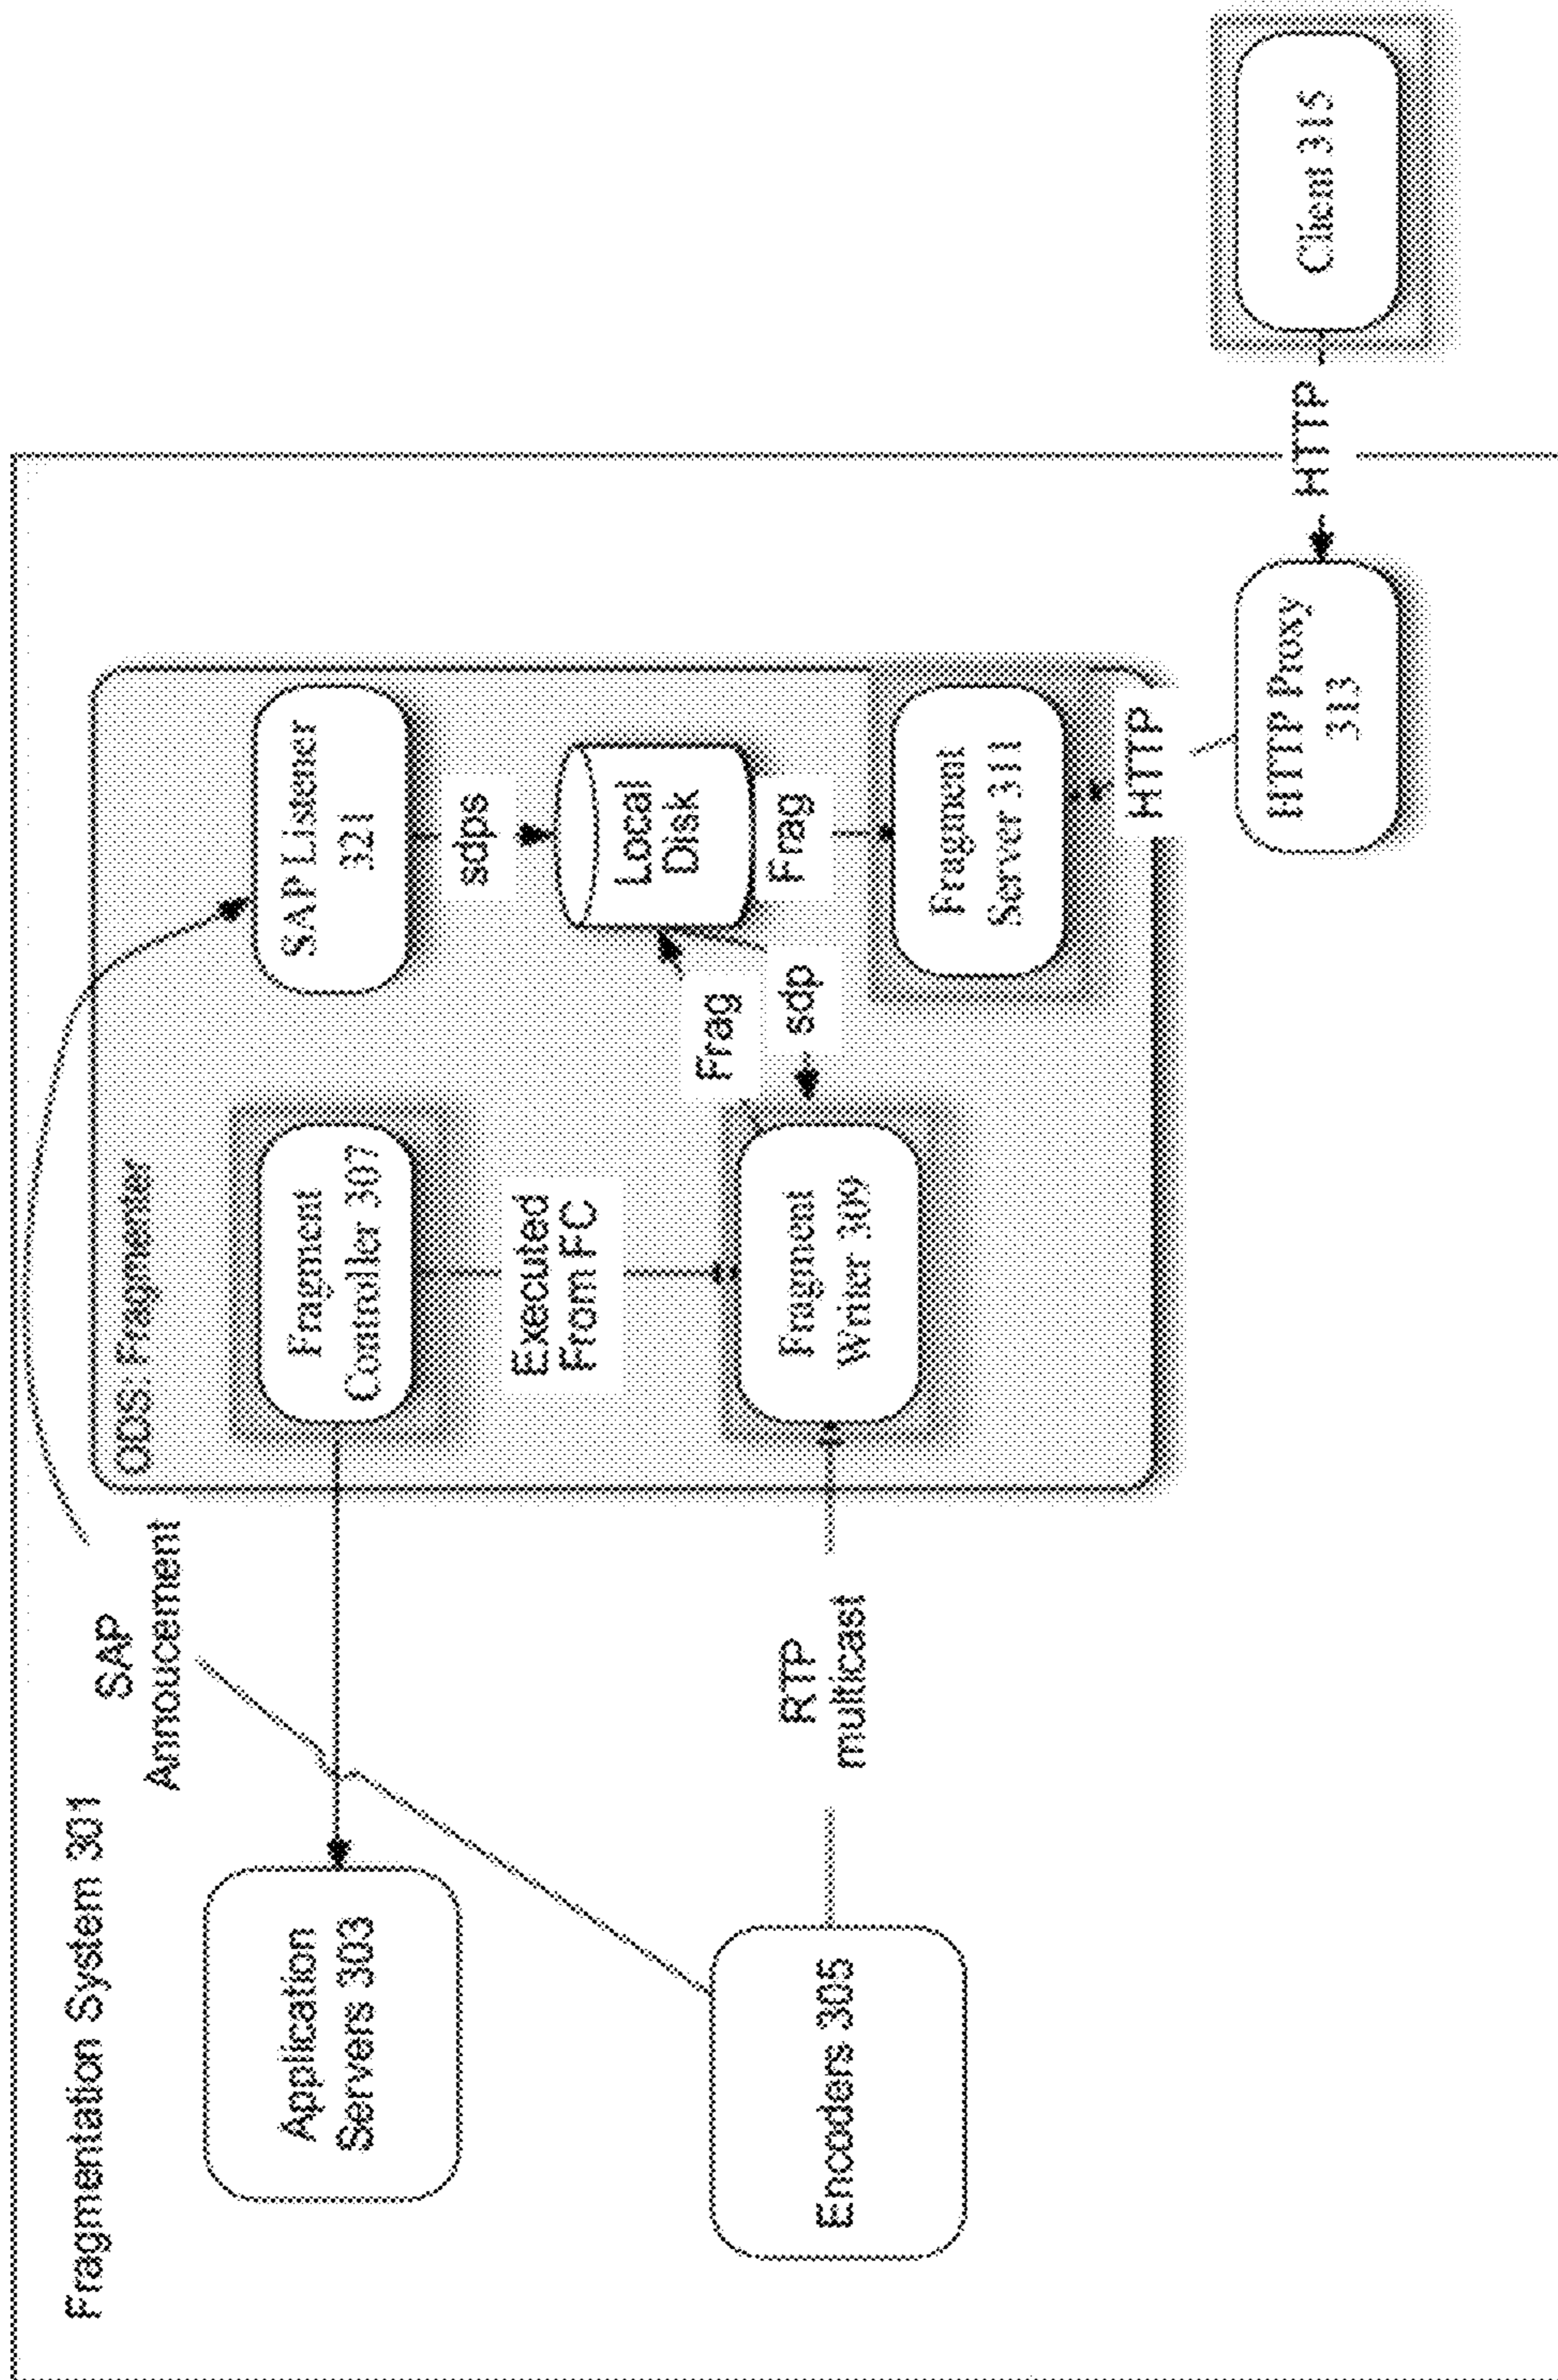 Fragmentation System 301
SAP
Annoucement
Application
Servers 303
Encoders 305
RTP
multicast
ODS: Fragmenter
Fragment
Controller 307
Executed
From FC
Fragment
Writer 309
SAP Listener
321
sdps
Local
Disk
Frag
sdp
Frag
Fragment
Server 311
HTTP
HTTP Proxy
313
HTTP
Client 315